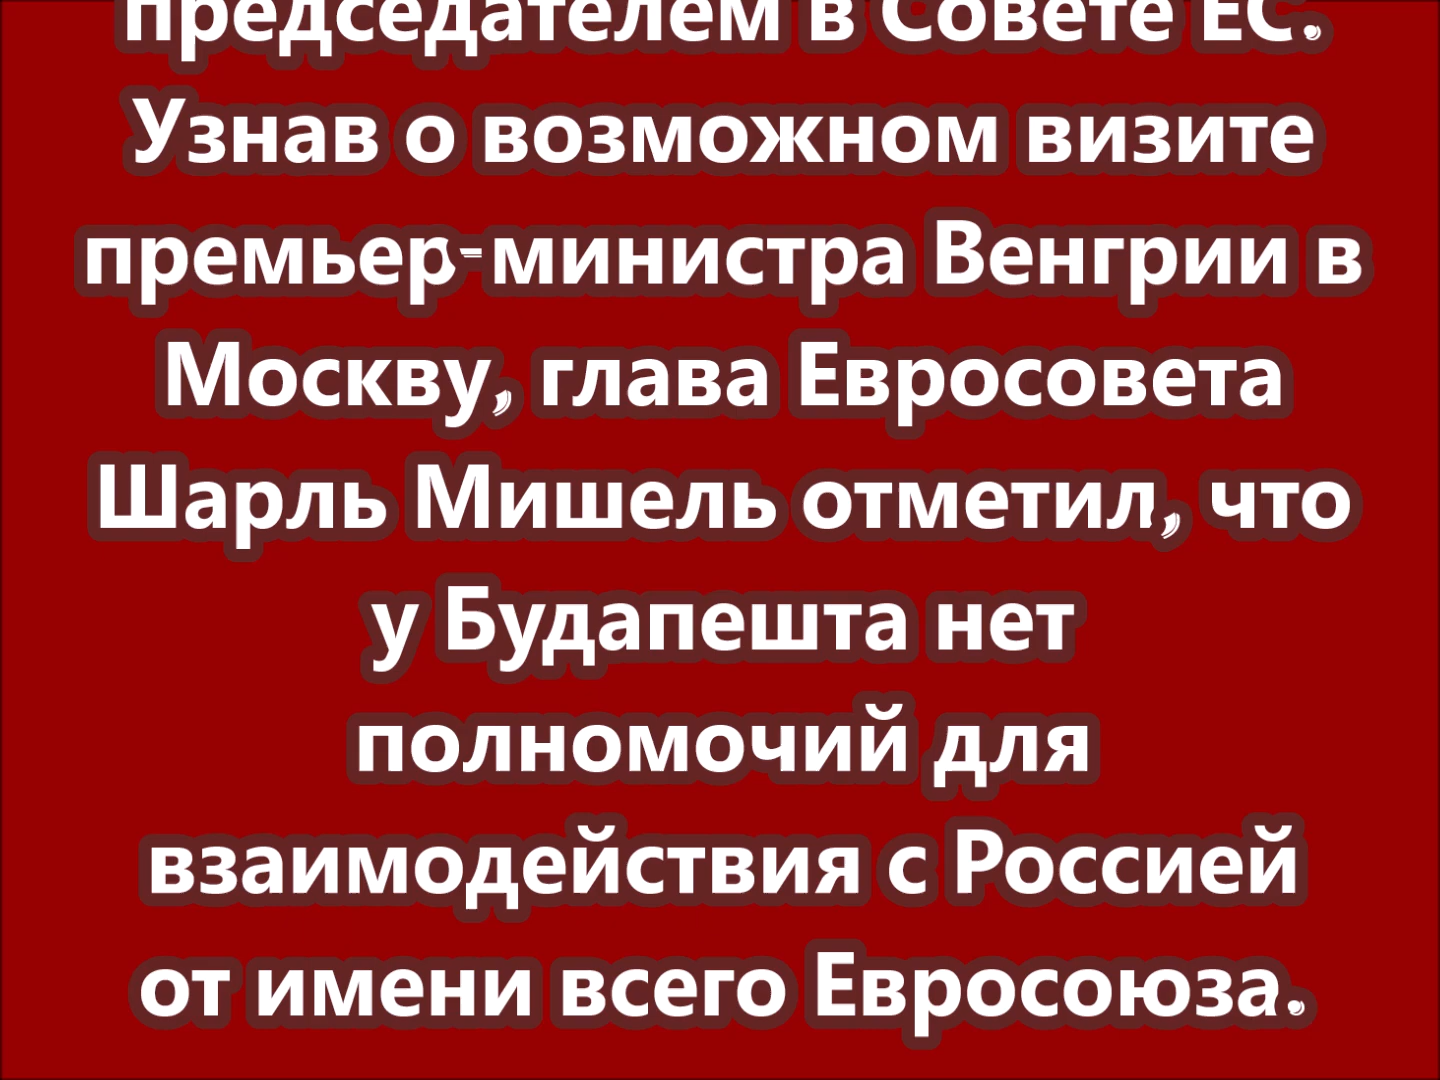 председателем в Совете ЕС.
Узнав о возможном визите
премьер-министра Венгрии в
Москву, глава Евросовета
Шарль Мишель отметил, что
у Будапешта нет
полномочий для
взаимодействия с Россией
от имени всего Евросоюза.